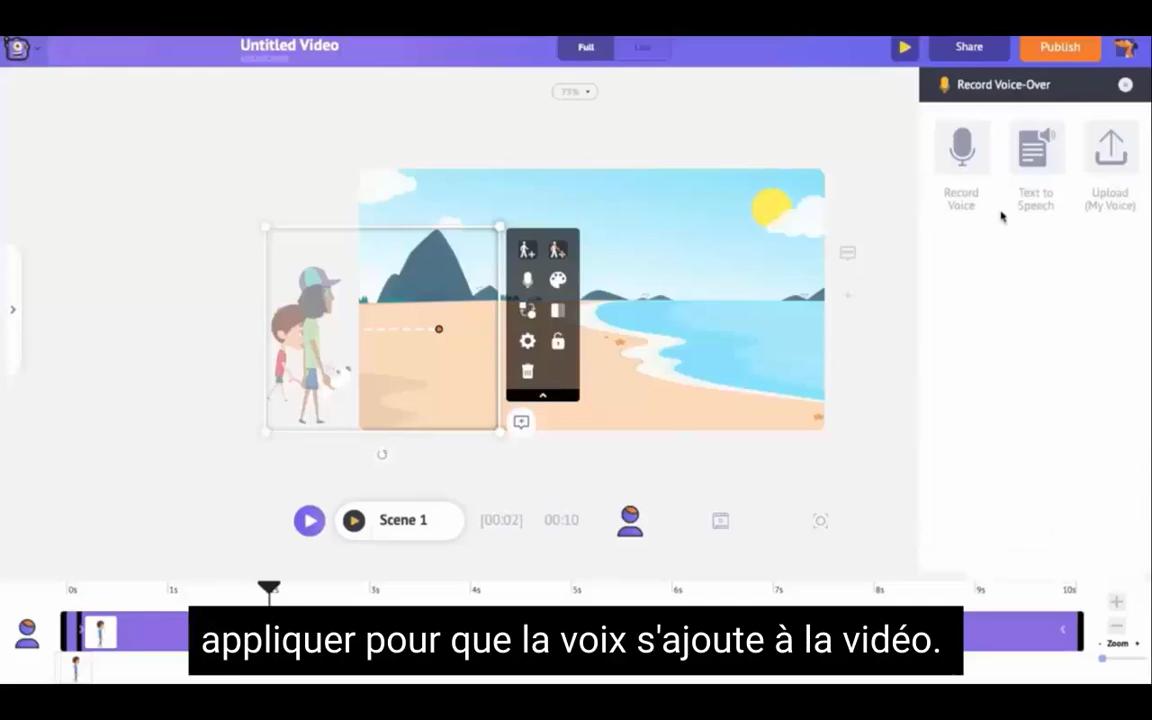 Untitled Video
Full
Share
Publish
75%
Record Voice-Over
Record Voice
Text to Speech
Upload (My Voice)
Scene 1
[00:02]
00:10
0s
1s
3s
4s
5s
6s
7s
8s
9s
10s
- Zoom +
appliquer pour que la voix s'ajoute à la vidéo.